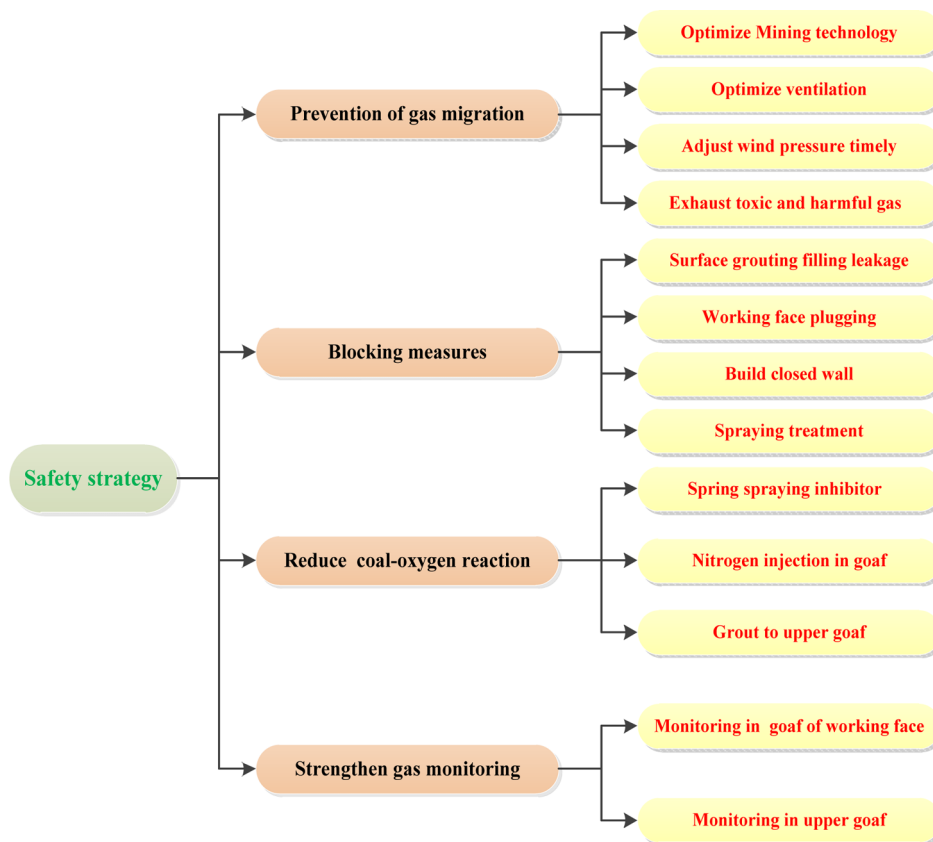 Safety strategy
Prevention of gas migration
Optimize Mining technology
Optimize ventilation
Adjust wind pressure timely
Exhaust toxic and harmful gas
Blocking measures
Surface grouting filling leakage
Working face plugging
Build closed wall
Spraying treatment
Reduce coal-oxygen reaction
Spring spraying inhibitor
Nitrogen injection in goaf
Grout to upper goaf
Strengthen gas monitoring
Monitoring in goaf of working face
Monitoring in upper goaf